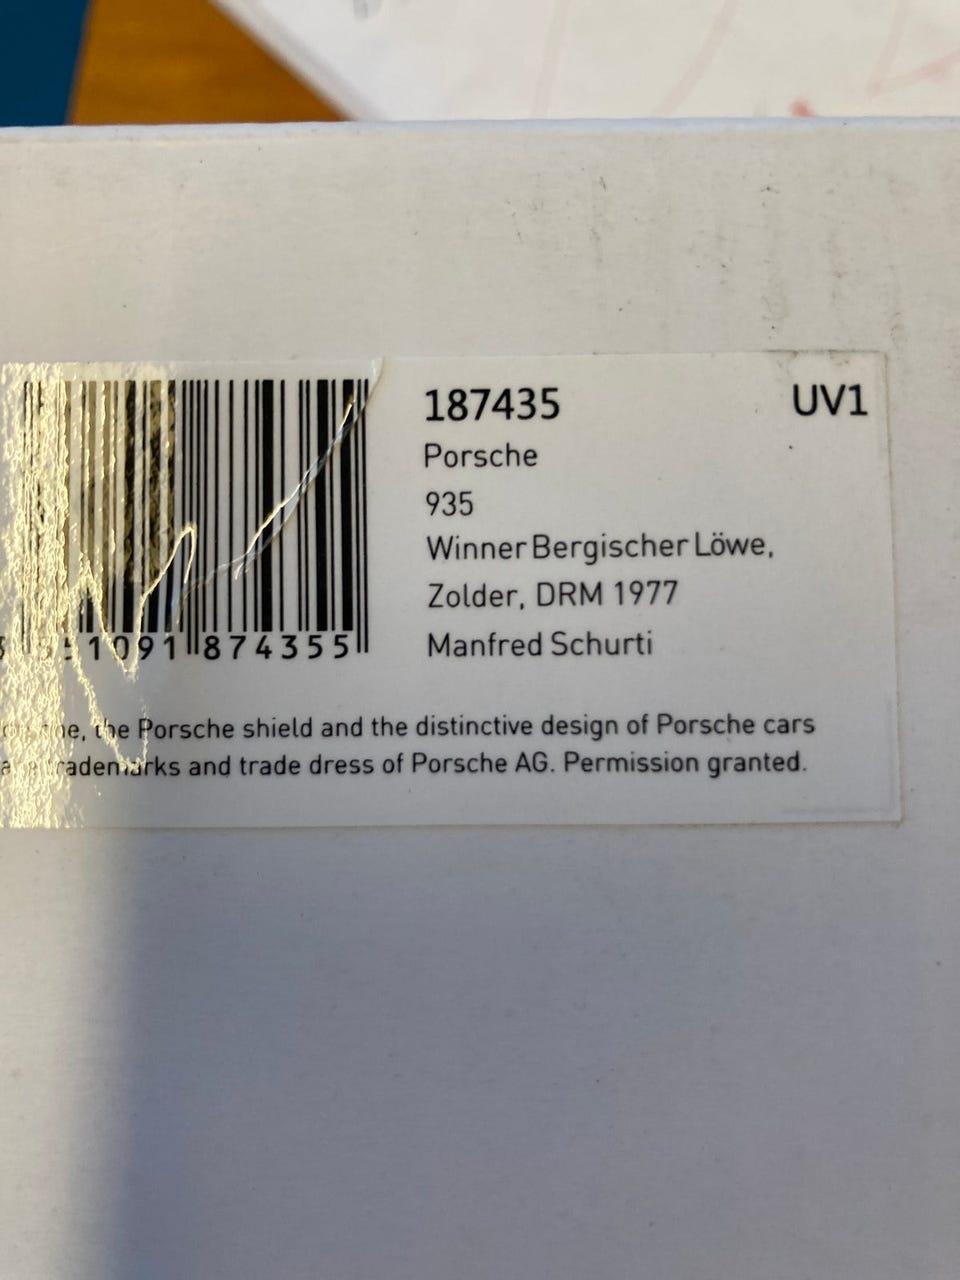 187435
UV1
Porsche
935
Winner Bergischer Löwe,
Zolder, DRM 1977
Manfred Schurti
1091 874355
the Porsche shield and the distinctive design of Porsche cars
trademarks and trade dress of Porsche AG. Permission granted.